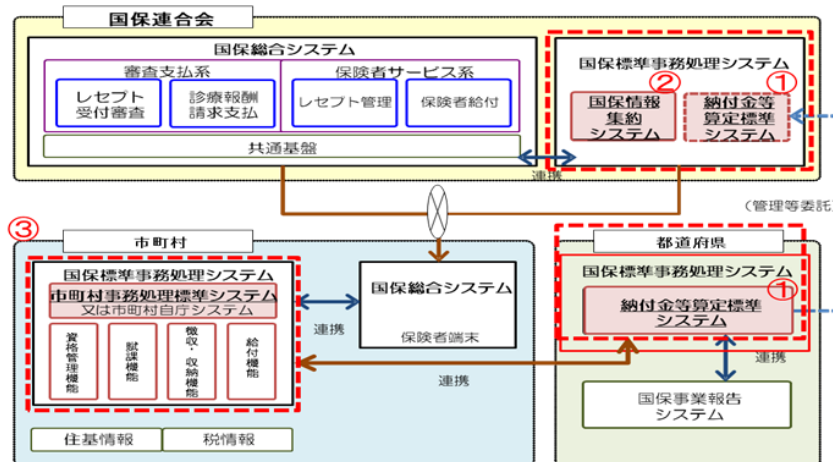 国保連合会
国保総合システム
審査支払系
保険者サービス系
レセプト
受付審査
診療報酬
請求支払
レセプト管理
保険者給付
共通基盤
連携
国保標準事務処理システム
②
①
国保情報
集約
システム
納付金等
算定標準
システム
(管理等委託)
③
市町村
国保標準事務処理システム
市町村事務処理標準システム
又は市町村自庁システム
資格管理機能
賦課機能
徴収・収納機能
給付機能
住基情報
税情報
連携
国保総合システム
保険者端末
連携
都道府県
国保標準事務処理システム
①
納付金等算定標準
システム
連携
国保事業報告
システム